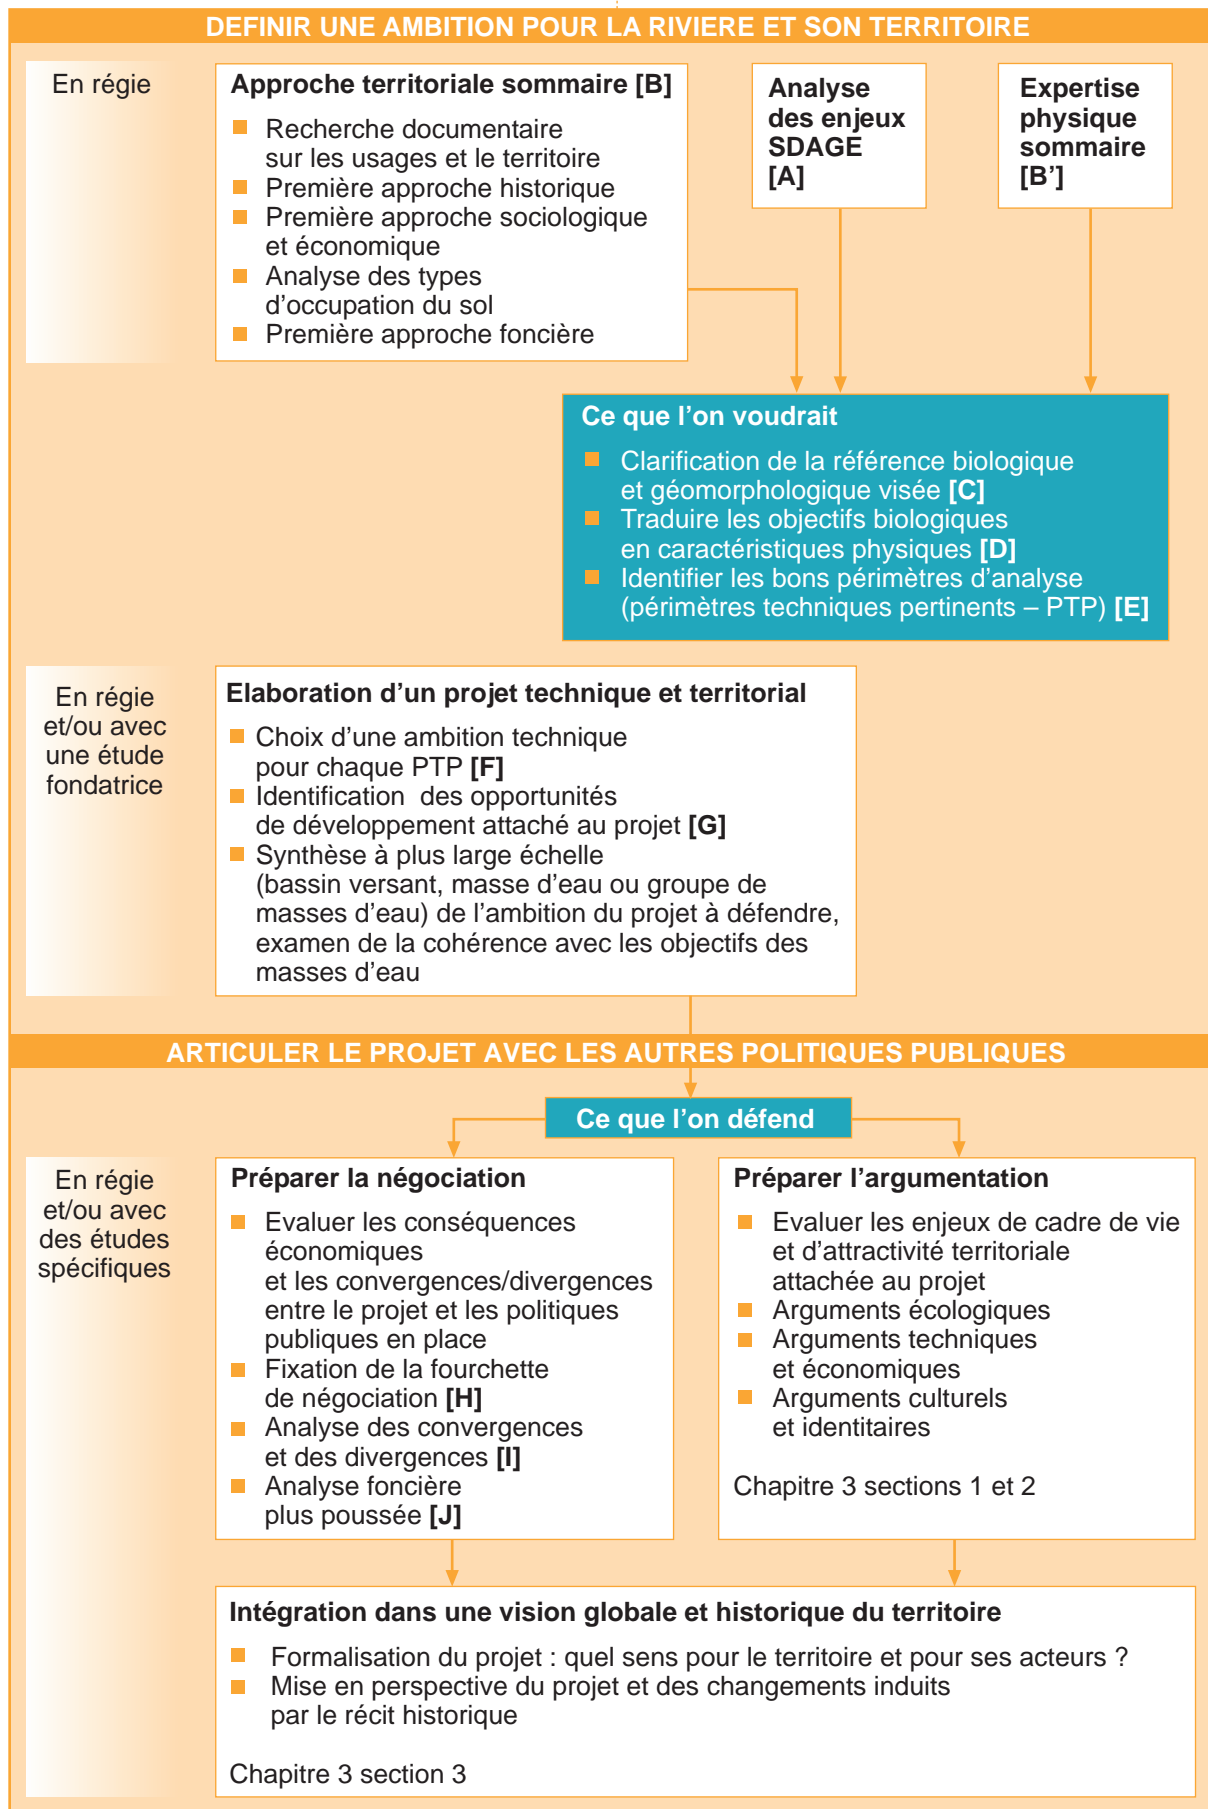 DEFINIR UNE AMBITION POUR LA RIVIERE ET SON TERRITOIRE
En régie
Approche territoriale sommaire [B]
Recherche documentaire
sur les usages et le territoire
Première approche historique
Première approche sociologique
et économique
Analyse des types
d’occupation du sol
Première approche foncière
Analyse
des enjeux
SDAGE
[A]
Expertise
physique
sommaire
[B’]
Ce que l’on voudrait
Clarification de la référence biologique
et géomorphologique visée [C]
Traduire les objectifs biologiques
en caractéristiques physiques [D]
Identifier les bons périmètres d’analyse
(périmètres techniques pertinents – PTP) [E]
En régie
et/ou avec
une étude
fondatrice
Elaboration d’un projet technique et territorial
Choix d’une ambition technique
pour chaque PTP [F]
Identification des opportunités
de développement attaché au projet [G]
Synthèse à plus large échelle
(bassin versant, masse d’eau ou groupe de
masses d’eau) de l’ambition du projet à défendre,
examen de la cohérence avec les objectifs des
masses d’eau
ARTICULER LE PROJET AVEC LES AUTRES POLITIQUES PUBLIQUES
Ce que l’on défend
En régie
et/ou avec
des études
spécifiques
Préparer la négociation
Evaluer les conséquences
économiques
et les convergences/divergences
entre le projet et les politiques
publiques en place
Fixation de la fourchette
de négociation [H]
Analyse des convergences
et des divergences [I]
Analyse foncière
plus poussée [J]
Préparer l’argumentation
Evaluer les enjeux de cadre de vie
et d’attractivité territoriale
attachée au projet
Arguments écologiques
Arguments techniques
et économiques
Arguments culturels
et identitaires
Chapitre 3 sections 1 et 2
Intégration dans une vision globale et historique du territoire
Formalisation du projet : quel sens pour le territoire et pour ses acteurs ?
Mise en perspective du projet et des changements induits
par le récit historique
Chapitre 3 section 3